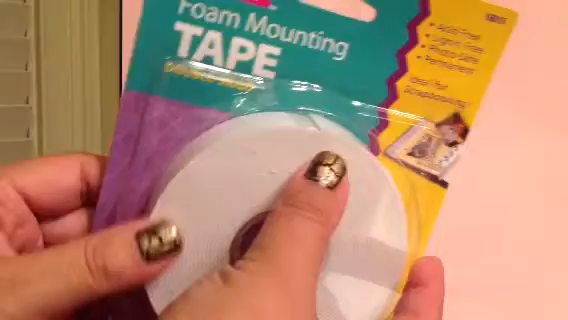 Foam Mounting
TAPE
• Acid Free
• Lignin Free
• Photo Safe
• Permanent
Ideal for
Scrapbooking